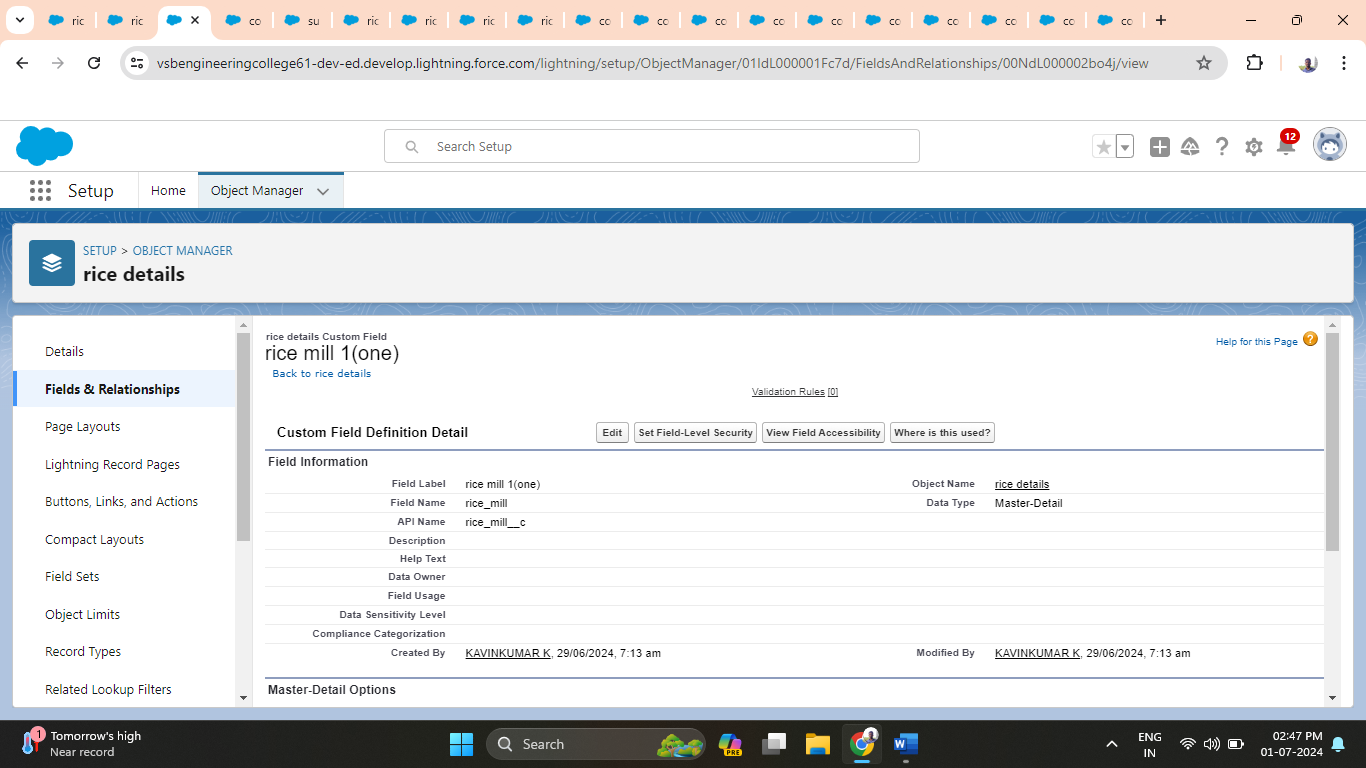 ric
ric
co
su
ric
ric
ric
ric
co
co
co
co
co
co
co
co
co
co
vsbengineeringcollege61-dev-ed.develop.lightning.force.com/lightning/setup/ObjectManager/01IdL000001Fc7d/FieldsAndRelationships/00NdL000002bo4j/view
Search Setup
12
Setup
Home
Object Manager
SETUP > OBJECT MANAGER
rice details
Details
Fields & Relationships
Page Layouts
Lightning Record Pages
Buttons, Links, and Actions
Compact Layouts
Field Sets
Object Limits
Record Types
Related Lookup Filters
rice details Custom Field
rice mill 1(one)
Back to rice details
Help for this Page
Validation Rules [0]
Custom Field Definition Detail
Edit
Set Field-Level Security
View Field Accessibility
Where is this used?
Field Information
Field Label rice mill 1(one) Object Name rice details
Field Name rice_mill Data Type Master-Detail
API Name rice_mill__c
Description
Help Text
Data Owner
Field Usage
Data Sensitivity Level
Compliance Categorization
Created By KAVINKUMAR K, 29/06/2024, 7:13 am Modified By KAVINKUMAR K, 29/06/2024, 7:13 am
Master-Detail Options
1
Tomorrow's high
Near record
Search
PRE
ENG
IN
02:47 PM
01-07-2024